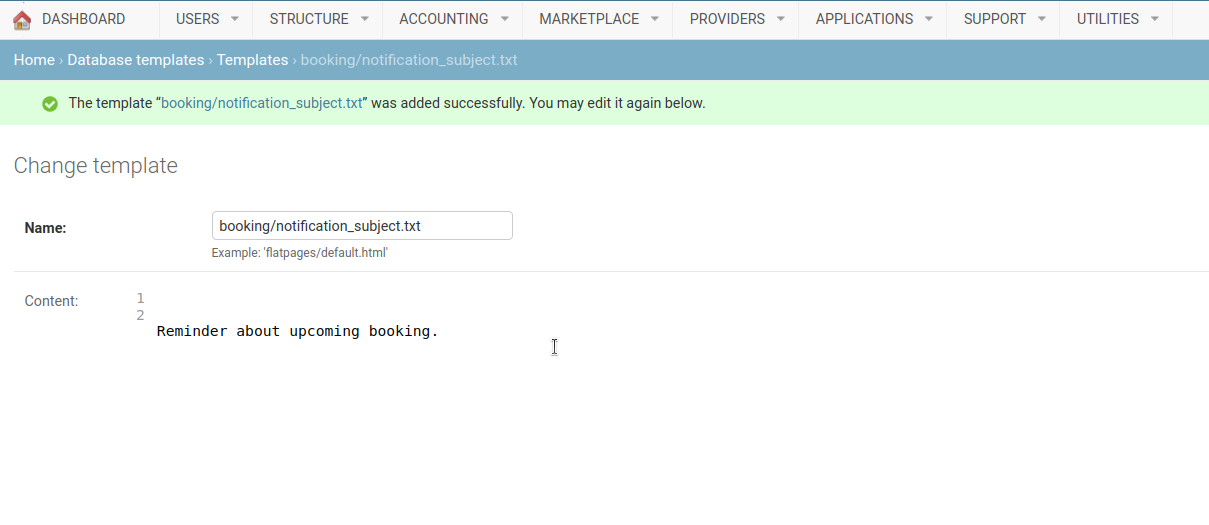 DASHBOARD USERS STRUCTURE ACCOUNTING MARKETPLACE PROVIDERS APPLICATIONS SUPPORT UTILITIES
Home › Database templates › Templates › booking/notification_subject.txt
The template “booking/notification_subject.txt” was added successfully. You may edit it again below.
Change template
Name: booking/notification_subject.txt
Example: 'flatpages/default.html'
Content: 1
2
Reminder about upcoming booking.